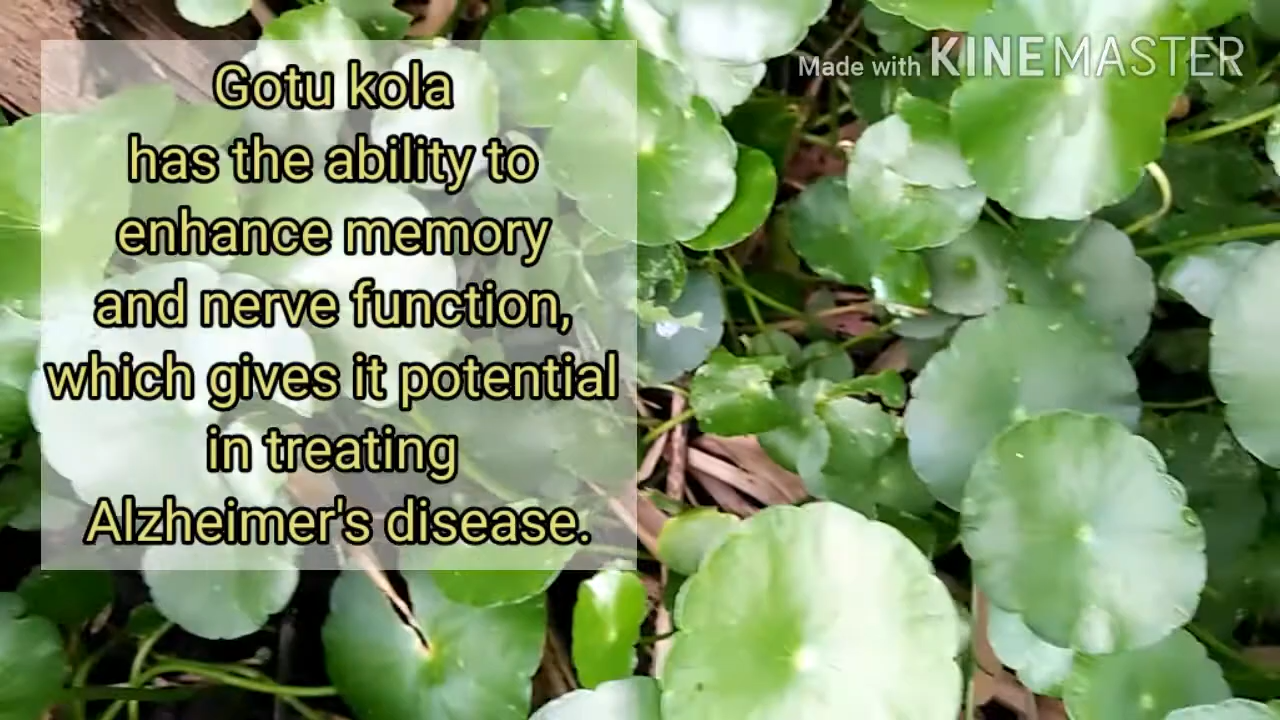 Gotu kola
has the ability to
enhance memory
and nerve function,
which gives it potential
in treating
Alzheimer's disease.
Made with KINEMASTER